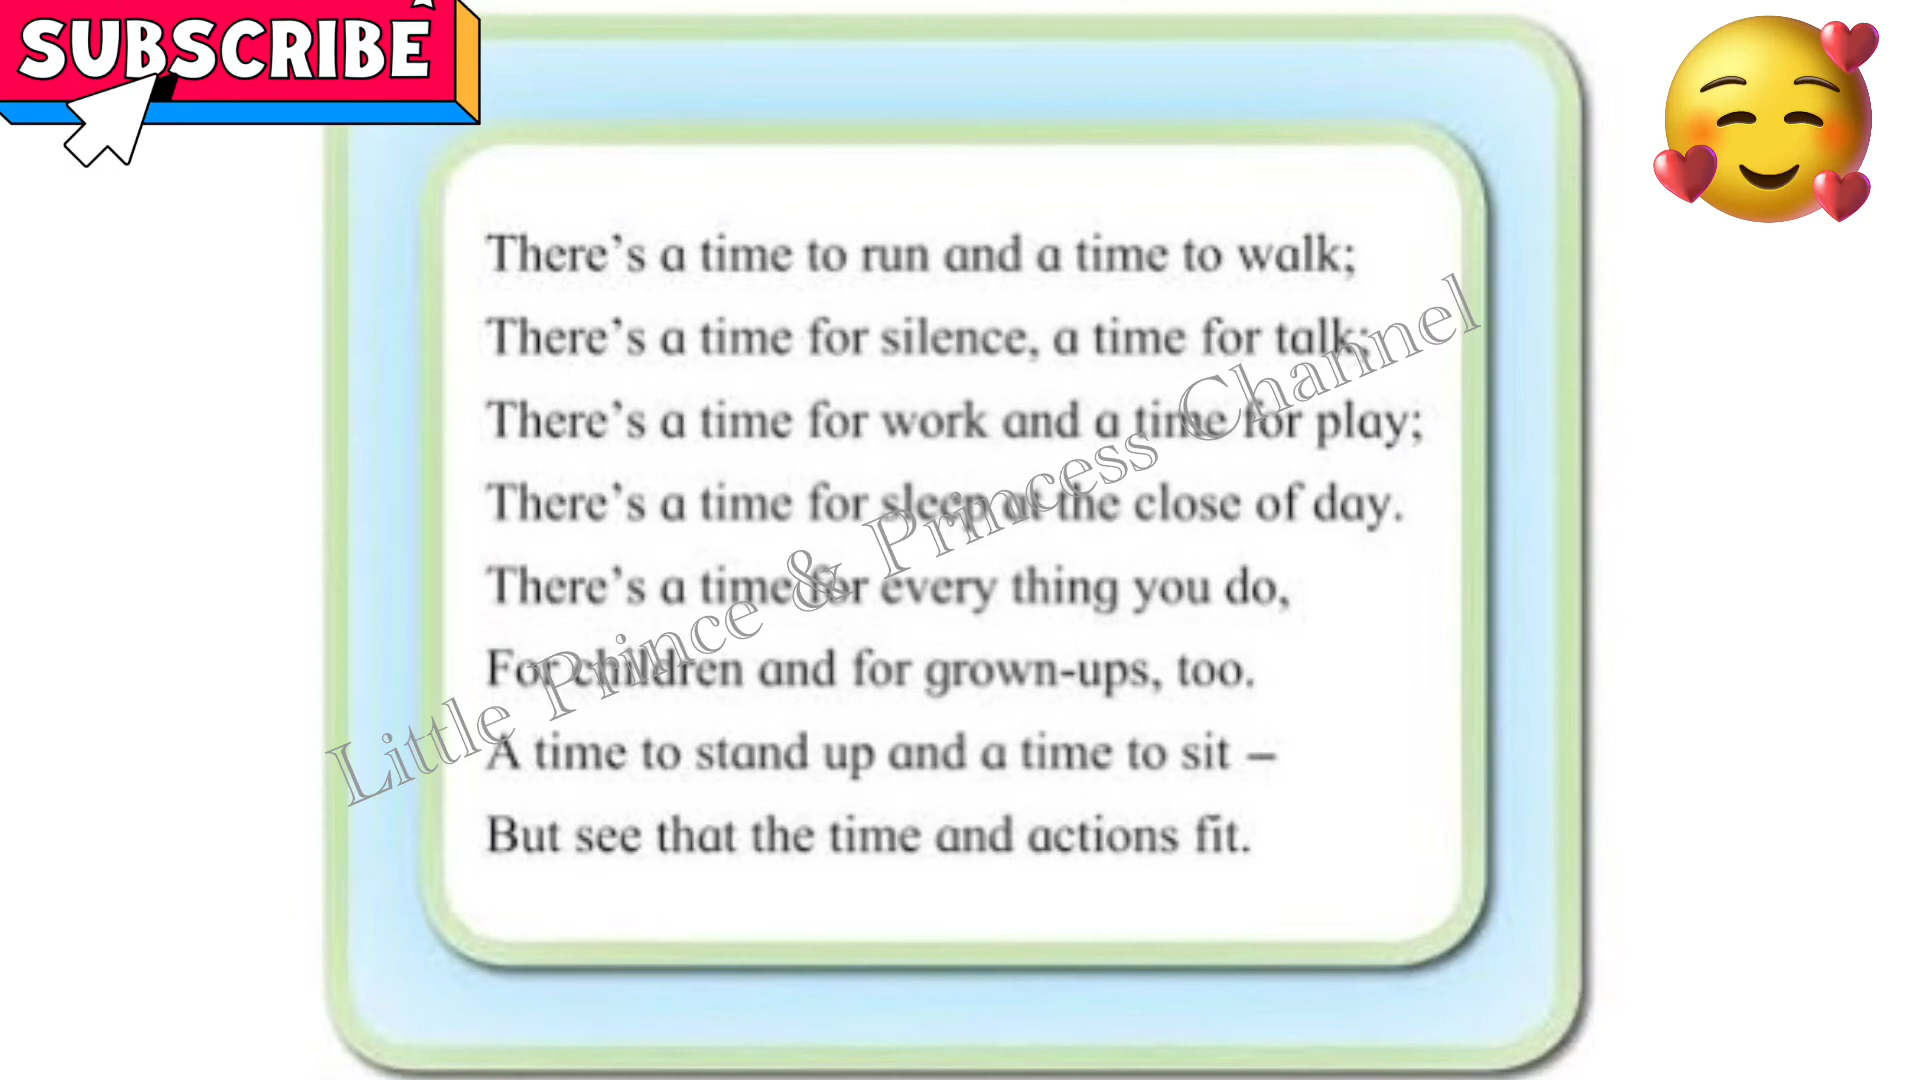 SUBSCRIBE
There’s a time to run and a time to walk;
There’s a time for silence, a time for talk;
There’s a time for work and a time for play;
There’s a time for sleep at the close of day.
There’s a time for every thing you do,
For children and for grown-ups, too.
A time to stand up and a time to sit –
But see that the time and actions fit.
Little Prince & Princess Channel